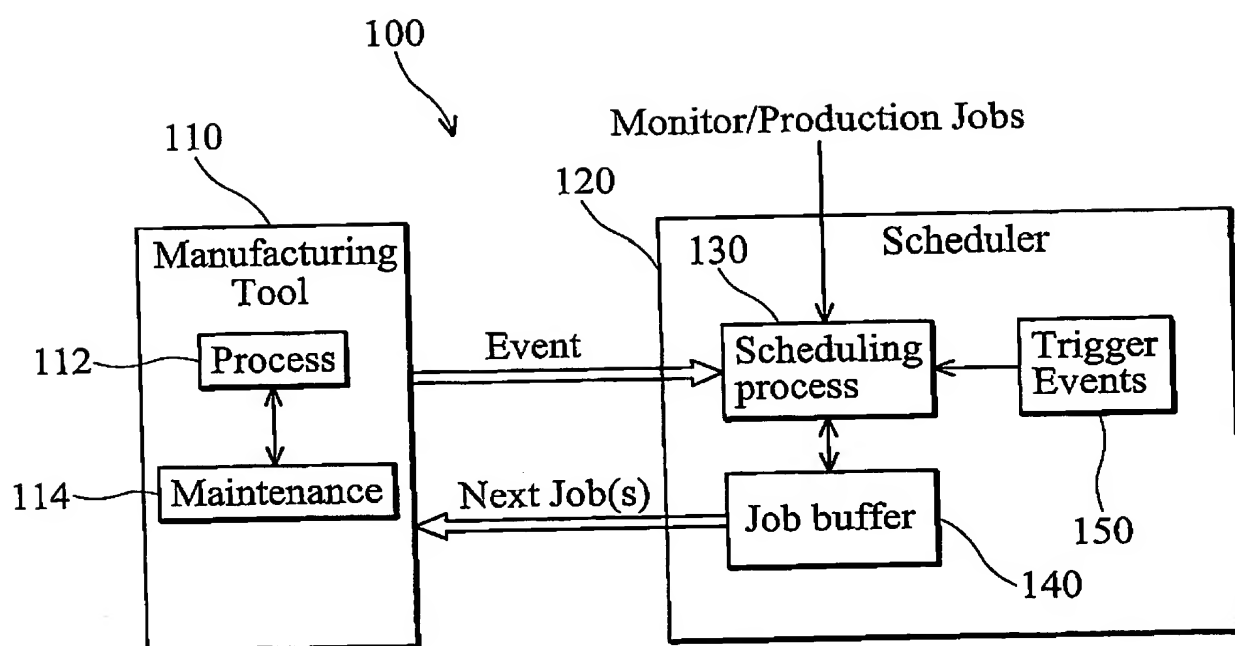 100
Monitor/Production Jobs
110
120
Manufacturing
Tool
Scheduler
130
112
Process
Event
Scheduling
process
Trigger
Events
114
Maintenance
Next Job(s)
Job buffer
150
140